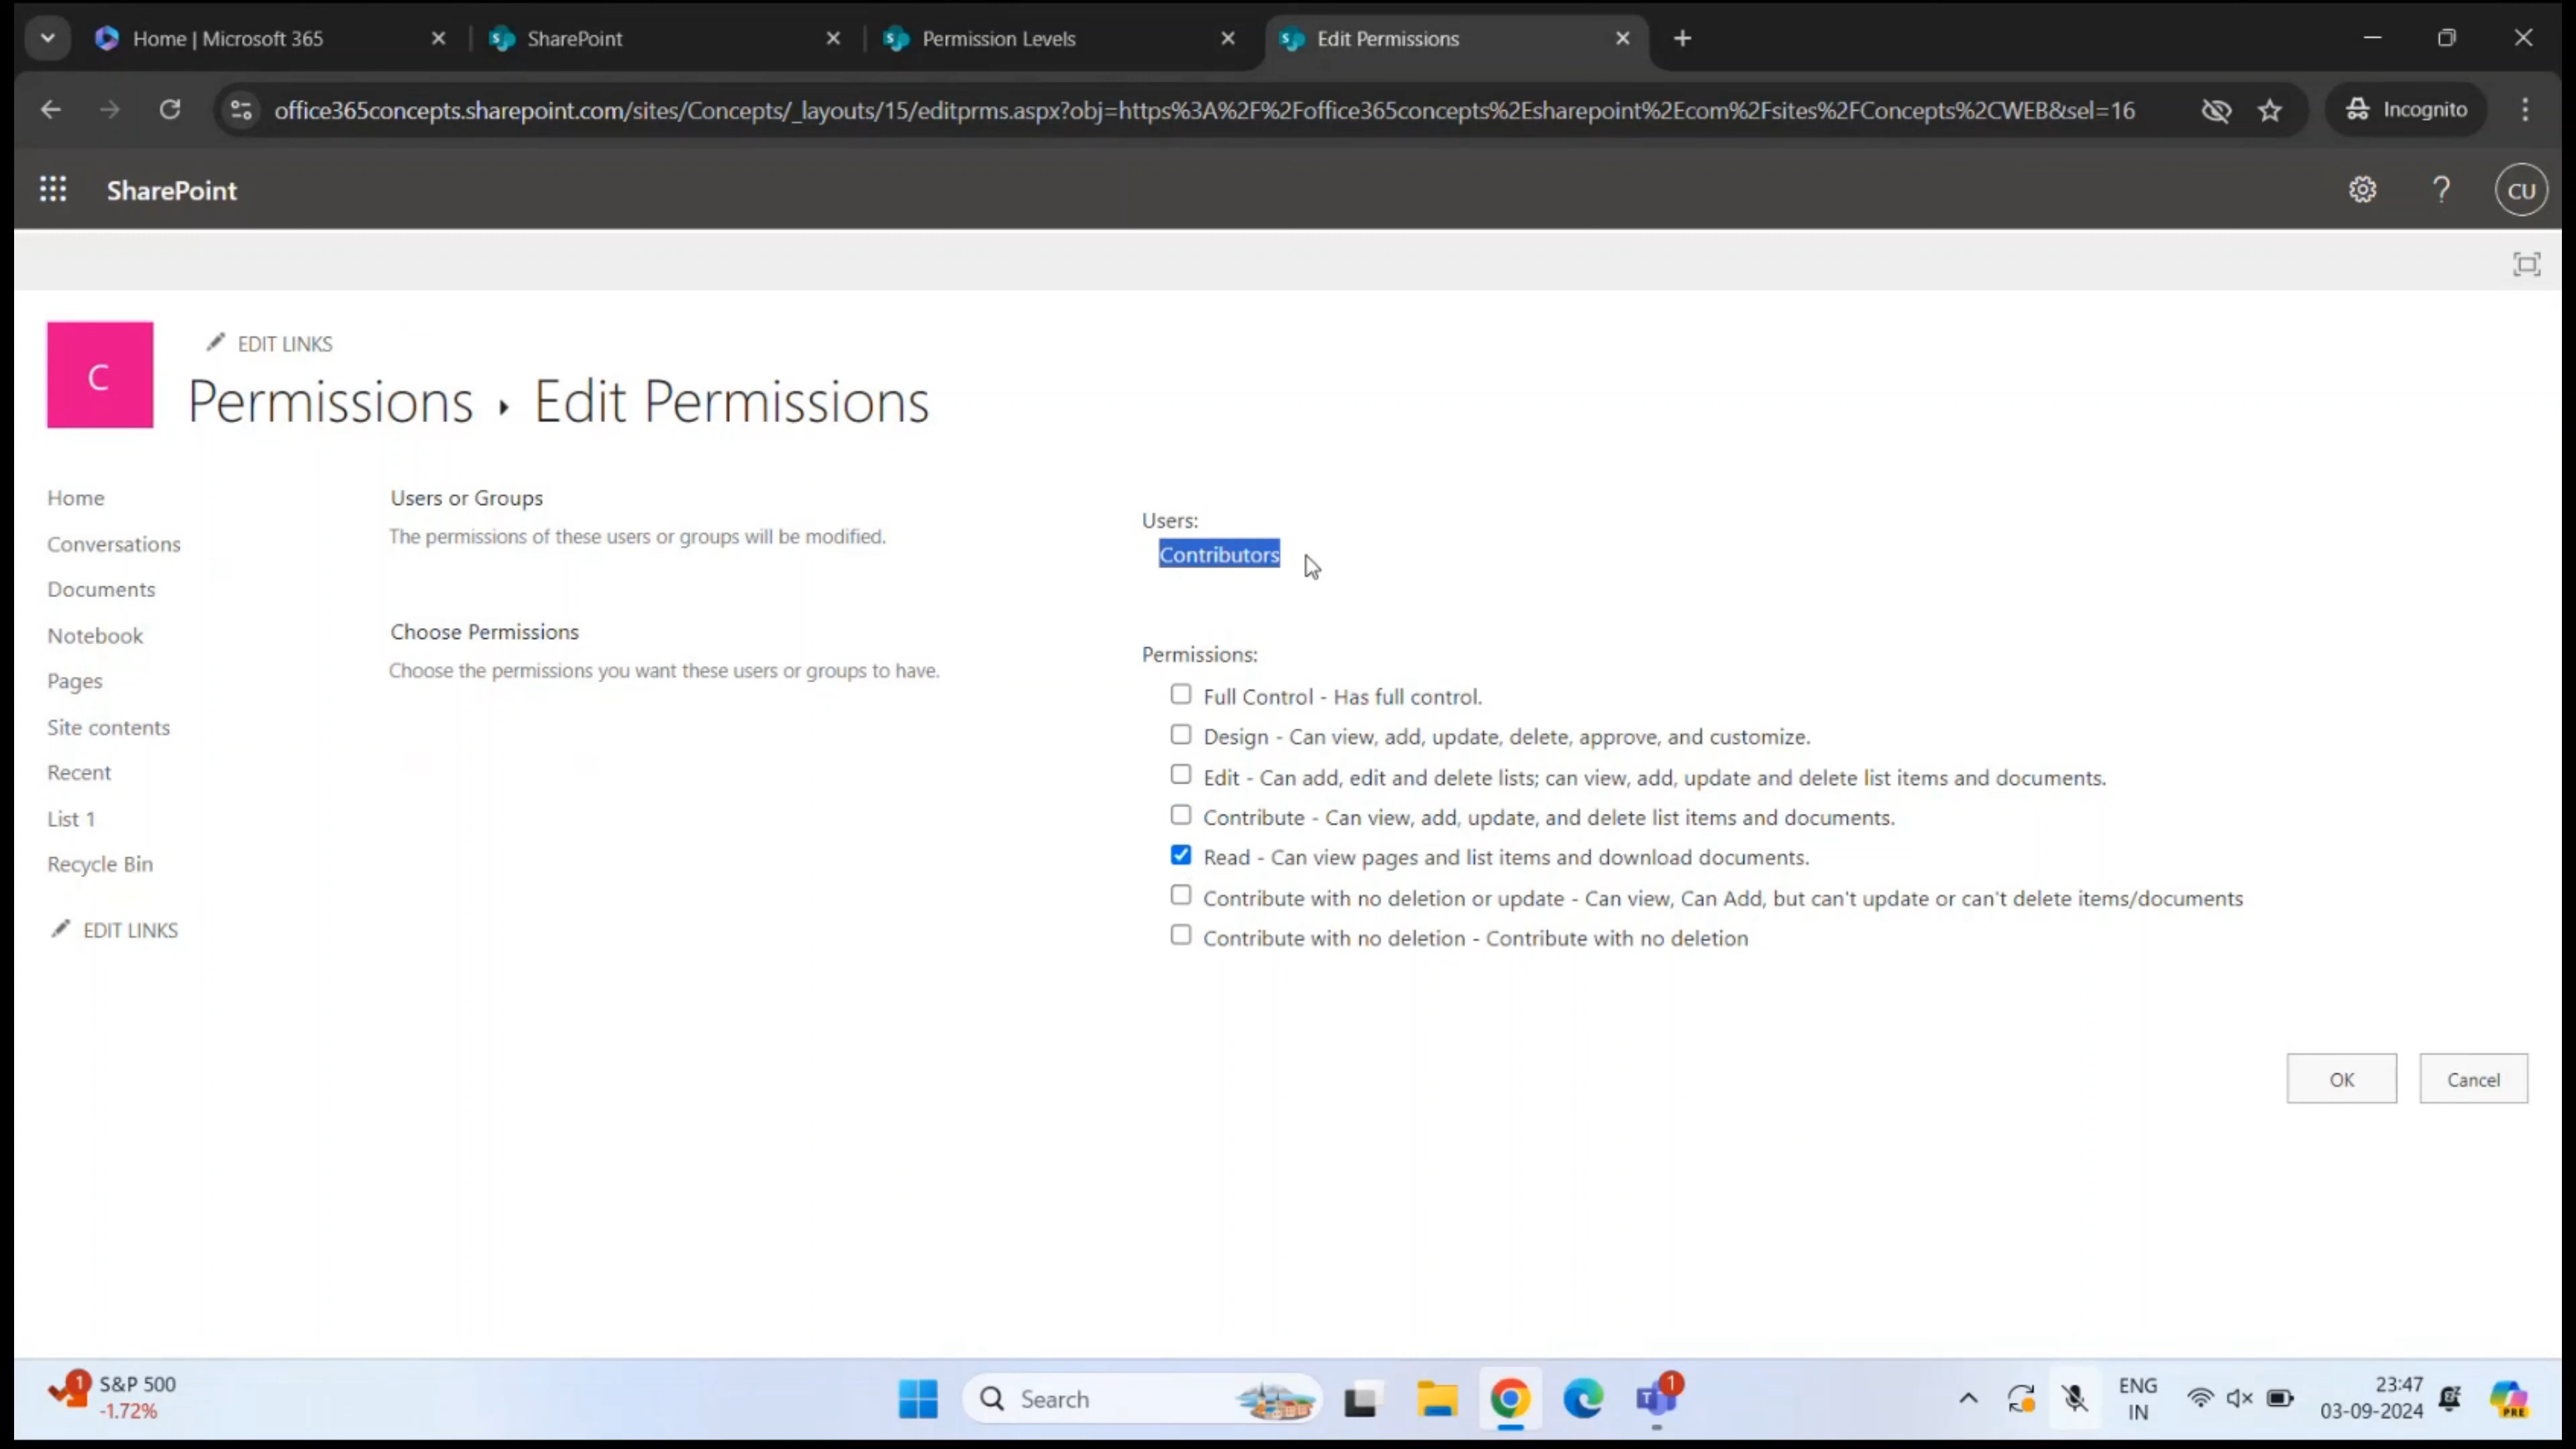 Home | Microsoft 365
SharePoint
Permission Levels
Edit Permissions
office365concepts.sharepoint.com/sites/Concepts/_layouts/15/editprms.aspx?obj=https%3A%2F%2Foffice365concepts%2Esharepoint%2Ecom%2Fsites%2FConcepts%2CWEB&sel=16
Incognito
SharePoint
?
CU
C
EDIT LINKS
Permissions ▸ Edit Permissions
Home
Conversations
Documents
Notebook
Pages
Site contents
Recent
List 1
Recycle Bin
EDIT LINKS
Users or Groups
The permissions of these users or groups will be modified.
Users:
Contributors
Choose Permissions
Choose the permissions you want these users or groups to have.
Permissions:
Full Control - Has full control.
Design - Can view, add, update, delete, approve, and customize.
Edit - Can add, edit and delete lists; can view, add, update and delete list items and documents.
Contribute - Can view, add, update, and delete list items and documents.
Read - Can view pages and list items and download documents.
Contribute with no deletion or update - Can view, Can Add, but can't update or can't delete items/documents
Contribute with no deletion - Contribute with no deletion
OK
Cancel
1
S&P 500
-1.72%
Search
1
ENG
IN
23:47
03-09-2024
PRE